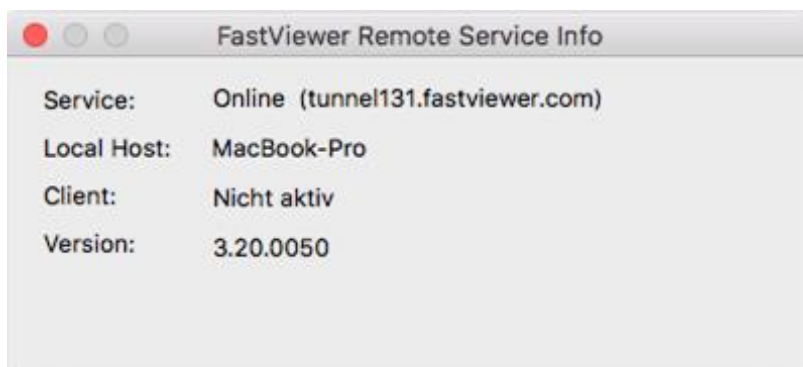 FastViewer Remote Service Info
Service: Online (tunnel131.fastviewer.com)
Local Host: MacBook-Pro
Client: Nicht aktiv
Version: 3.20.0050